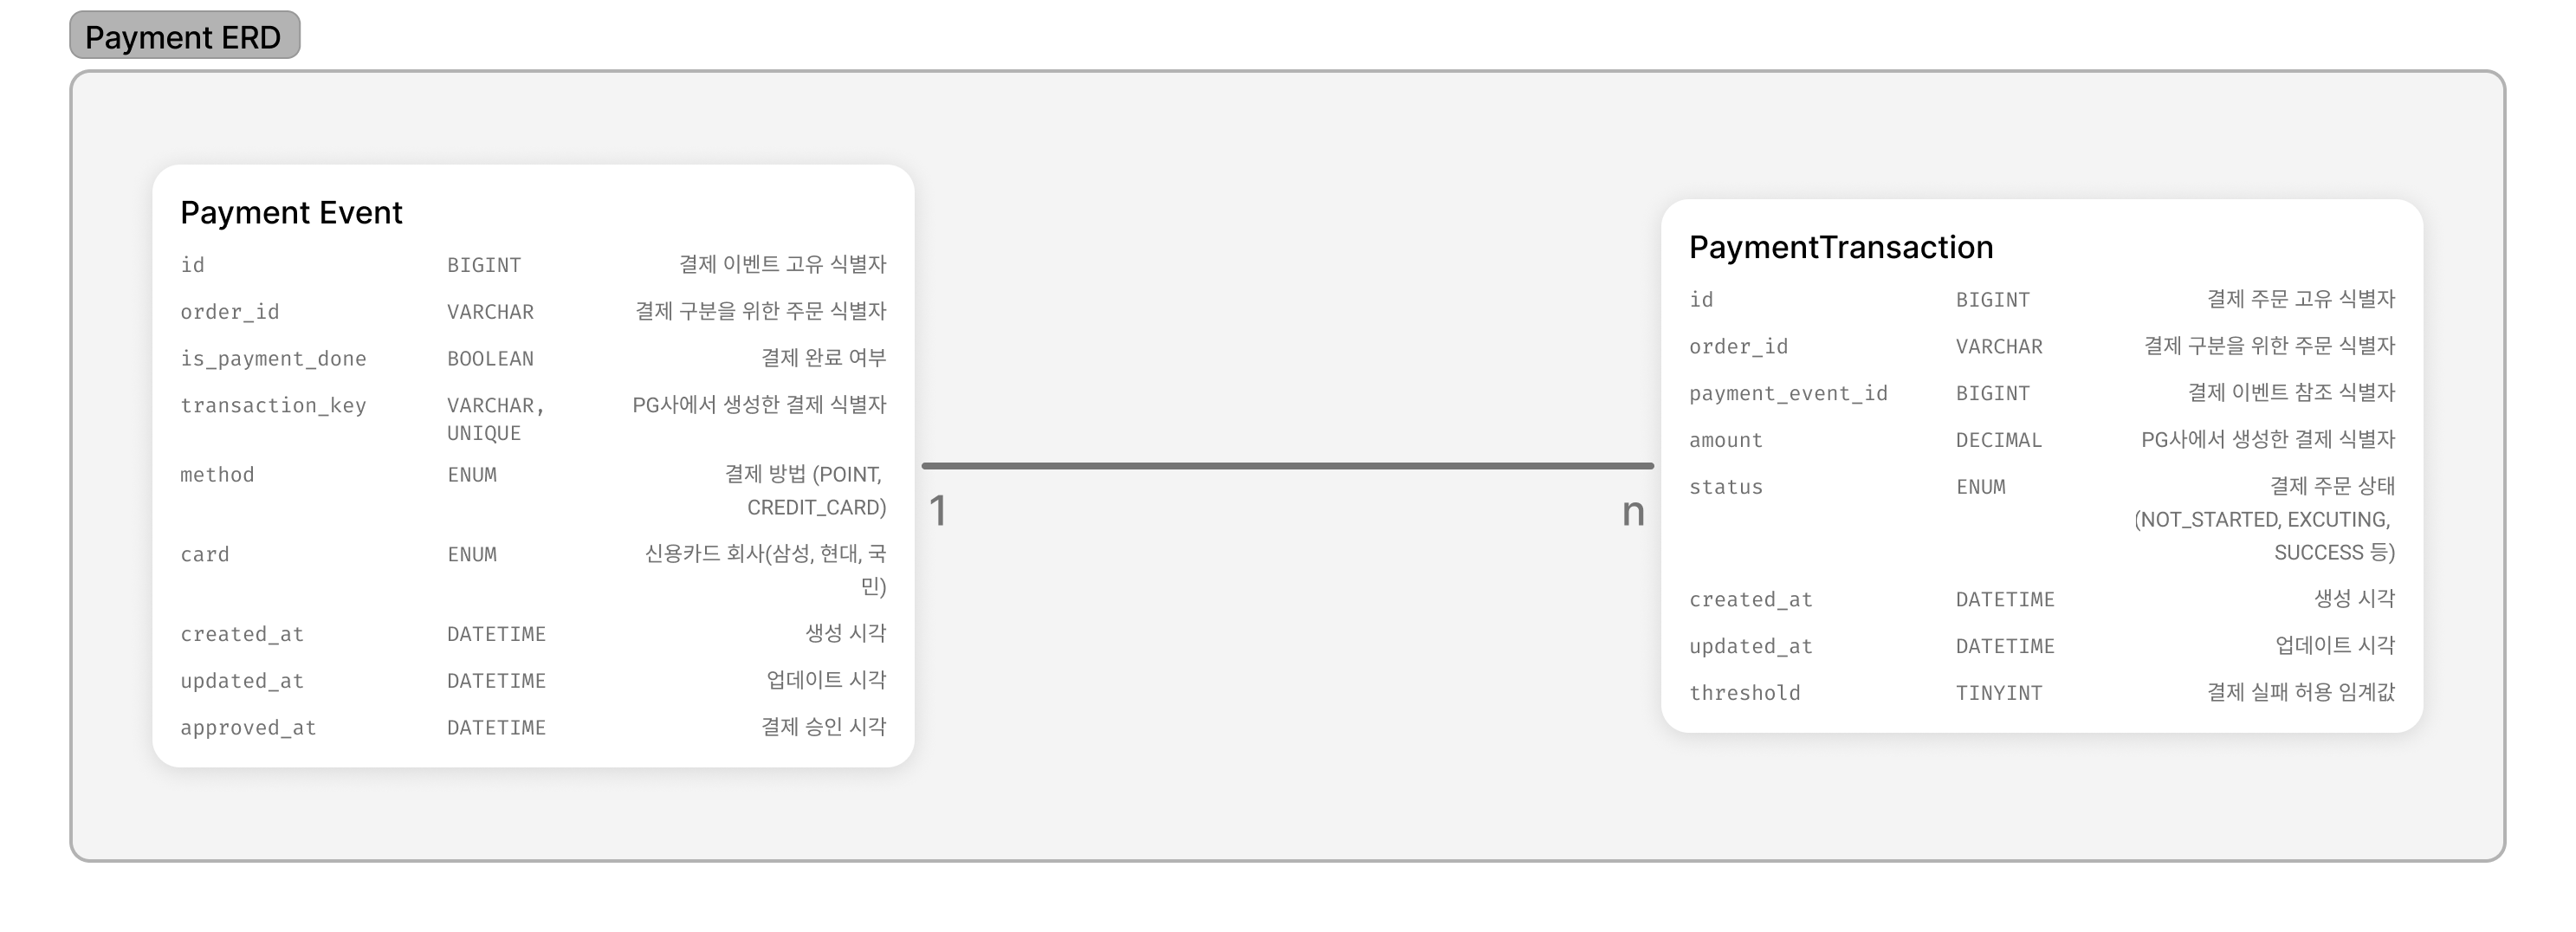 Payment ERD
Payment Event
id BIGINT 결제 이벤트 고유 식별자
order_id VARCHAR 결제 구분을 위한 주문 식별자
is_payment_done BOOLEAN 결제 완료 여부
transaction_key VARCHAR, PG사에서 생성한 결제 식별자
UNIQUE
method ENUM 결제 방법 (POINT,
CREDIT_CARD)
card ENUM 신용카드 회사(삼성, 현대, 국
민)
created_at DATETIME 생성 시각
updated_at DATETIME 업데이트 시각
approved_at DATETIME 결제 승인 시각
1
n
PaymentTransaction
id BIGINT 결제 주문 고유 식별자
order_id VARCHAR 결제 구분을 위한 주문 식별자
payment_event_id BIGINT 결제 이벤트 참조 식별자
amount DECIMAL PG사에서 생성한 결제 식별자
status ENUM 결제 주문 상태
(NOT_STARTED, EXCUTING,
SUCCESS 등)
created_at DATETIME 생성 시각
updated_at DATETIME 업데이트 시각
threshold TINYINT 결제 실패 허용 임계값